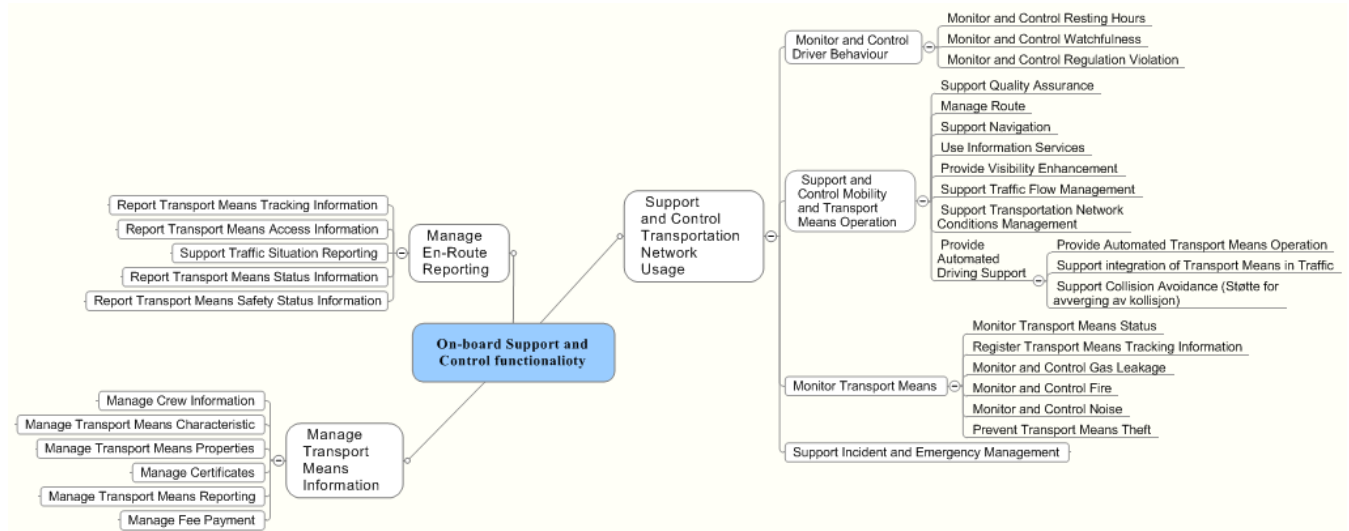 Monitor and Control
Driver Behaviour
Monitor and Control Resting Hours
Monitor and Control Watchfulness
Monitor and Control Regulation Violation
Support and
Control Mobility
and Transport
Means Operation
Support Quality Assurance
Manage Route
Support Navigation
Use Information Services
Provide Visibility Enhancement
Support Traffic Flow Management
Support Transportation Network
Conditions Management
Provide
Automated
Driving Support
Provide Automated Transport Means Operation
Support integration of Transport Means in Traffic
Support Collision Avoidance (Støtte for
avverging av kollisjon)
Support
and Control
Transportation
Network
Usage
Manage
En-Route
Reporting
Report Transport Means Tracking Information
Report Transport Means Access Information
Support Traffic Situation Reporting
Report Transport Means Status Information
Report Transport Means Safety Status Information
On-board Support and
Control functionalioty
Monitor Transport Means
Monitor Transport Means Status
Register Transport Means Tracking Information
Monitor and Control Gas Leakage
Monitor and Control Fire
Monitor and Control Noise
Prevent Transport Means Theft
Support Incident and Emergency Management
Manage
Transport
Means
Information
Manage Crew Information
Manage Transport Means Characteristic
Manage Transport Means Properties
Manage Certificates
Manage Transport Means Reporting
Manage Fee Payment